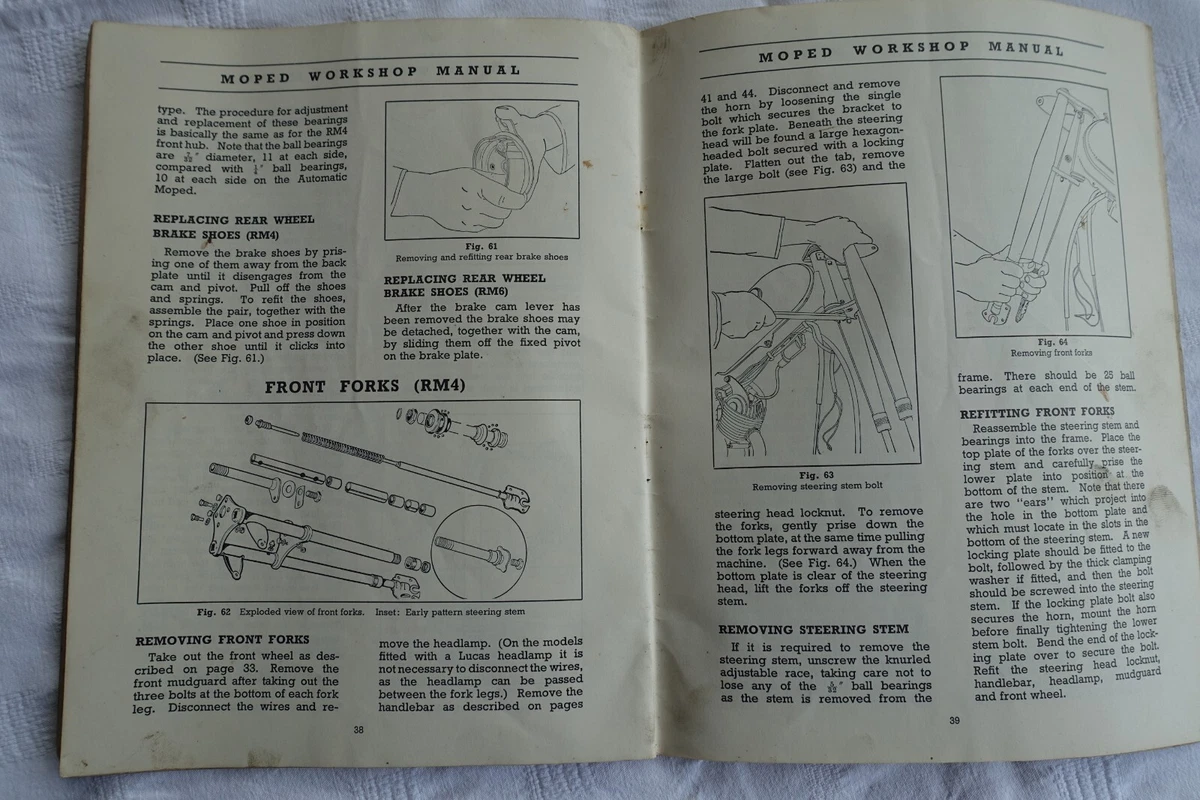 MOPED WORKSHOP MANUAL
type. The procedure for adjustment
and replacement of these bearings
is basically the same as for the RM4
front hub. Note that the ball bearings
are 5/32″ diameter, 11 at each side,
compared with ¼″ ball bearings,
10 at each side on the Automatic
Moped.
REPLACING REAR WHEEL
BRAKE SHOES (RM4)
Remove the brake shoes by pris-
ing one of them away from the back
plate until it disengages from the
cam and pivot. Pull off the shoes
and springs. To refit the shoes,
assemble the pair, together with the
springs. Place one shoe in position
on the cam and pivot and press down
the other shoe until it clicks into
place. (See Fig. 61.)
Fig. 61
Removing and refitting rear brake shoes
REPLACING REAR WHEEL
BRAKE SHOES (RM6)
After the brake cam lever has
been removed the brake shoes may
be detached, together with the cam,
by sliding them off the fixed pivot
on the brake plate.
FRONT FORKS (RM4)
Fig. 62 Exploded view of front forks. Inset: Early pattern steering stem
REMOVING FRONT FORKS
Take out the front wheel as des-
cribed on page 33. Remove the
front mudguard after taking out the
three bolts at the bottom of each fork
leg. Disconnect the wires and re-
move the headlamp. (On the models
fitted with a Lucas headlamp it is
not necessary to disconnect the wires,
as the headlamp can be passed
between the fork legs.) Remove the
handlebar as described on pages
38
MOPED WORKSHOP MANUAL
41 and 44. Disconnect and remove
the horn by loosening the single
bolt which secures the bracket to
the fork plate. Beneath the steering
head will be found a large hexagon-
headed bolt secured with a locking
plate. Flatten out the tab, remove
the large bolt (see Fig. 63) and the
Fig. 63
Removing steering stem bolt
steering head locknut. To remove
the forks, gently prise down the
bottom plate, at the same time pulling
the fork legs forward away from the
machine. (See Fig. 64.) When the
bottom plate is clear of the steering
head, lift the forks off the steering
stem.
REMOVING STEERING STEM
If it is required to remove the
steering stem, unscrew the knurled
adjustable race, taking care not to
lose any of the 5/32″ ball bearings
as the stem is removed from the
Fig. 64
Removing front forks
frame. There should be 25 ball
bearings at each end of the stem.
REFITTING FRONT FORKS
Reassemble the steering stem and
bearings into the frame. Place the
top plate of the forks over the steer-
ing stem and carefully prise the
lower plate into position at the
bottom of the stem. Note that there
are two "ears" which project into
the hole in the bottom plate and
which must locate in the slots in the
bottom of the steering stem. A new
locking plate should be fitted to the
bolt, followed by the thick clamping
washer if fitted, and then the bolt
should be screwed into the steering
stem. If the locking plate bolt also
secures the horn, mount the horn
before finally tightening the lower
stem bolt. Bend the end of the lock-
ing plate over to secure the bolt.
Refit the steering head locknut,
handlebar, headlamp, mudguard
and front wheel.
39